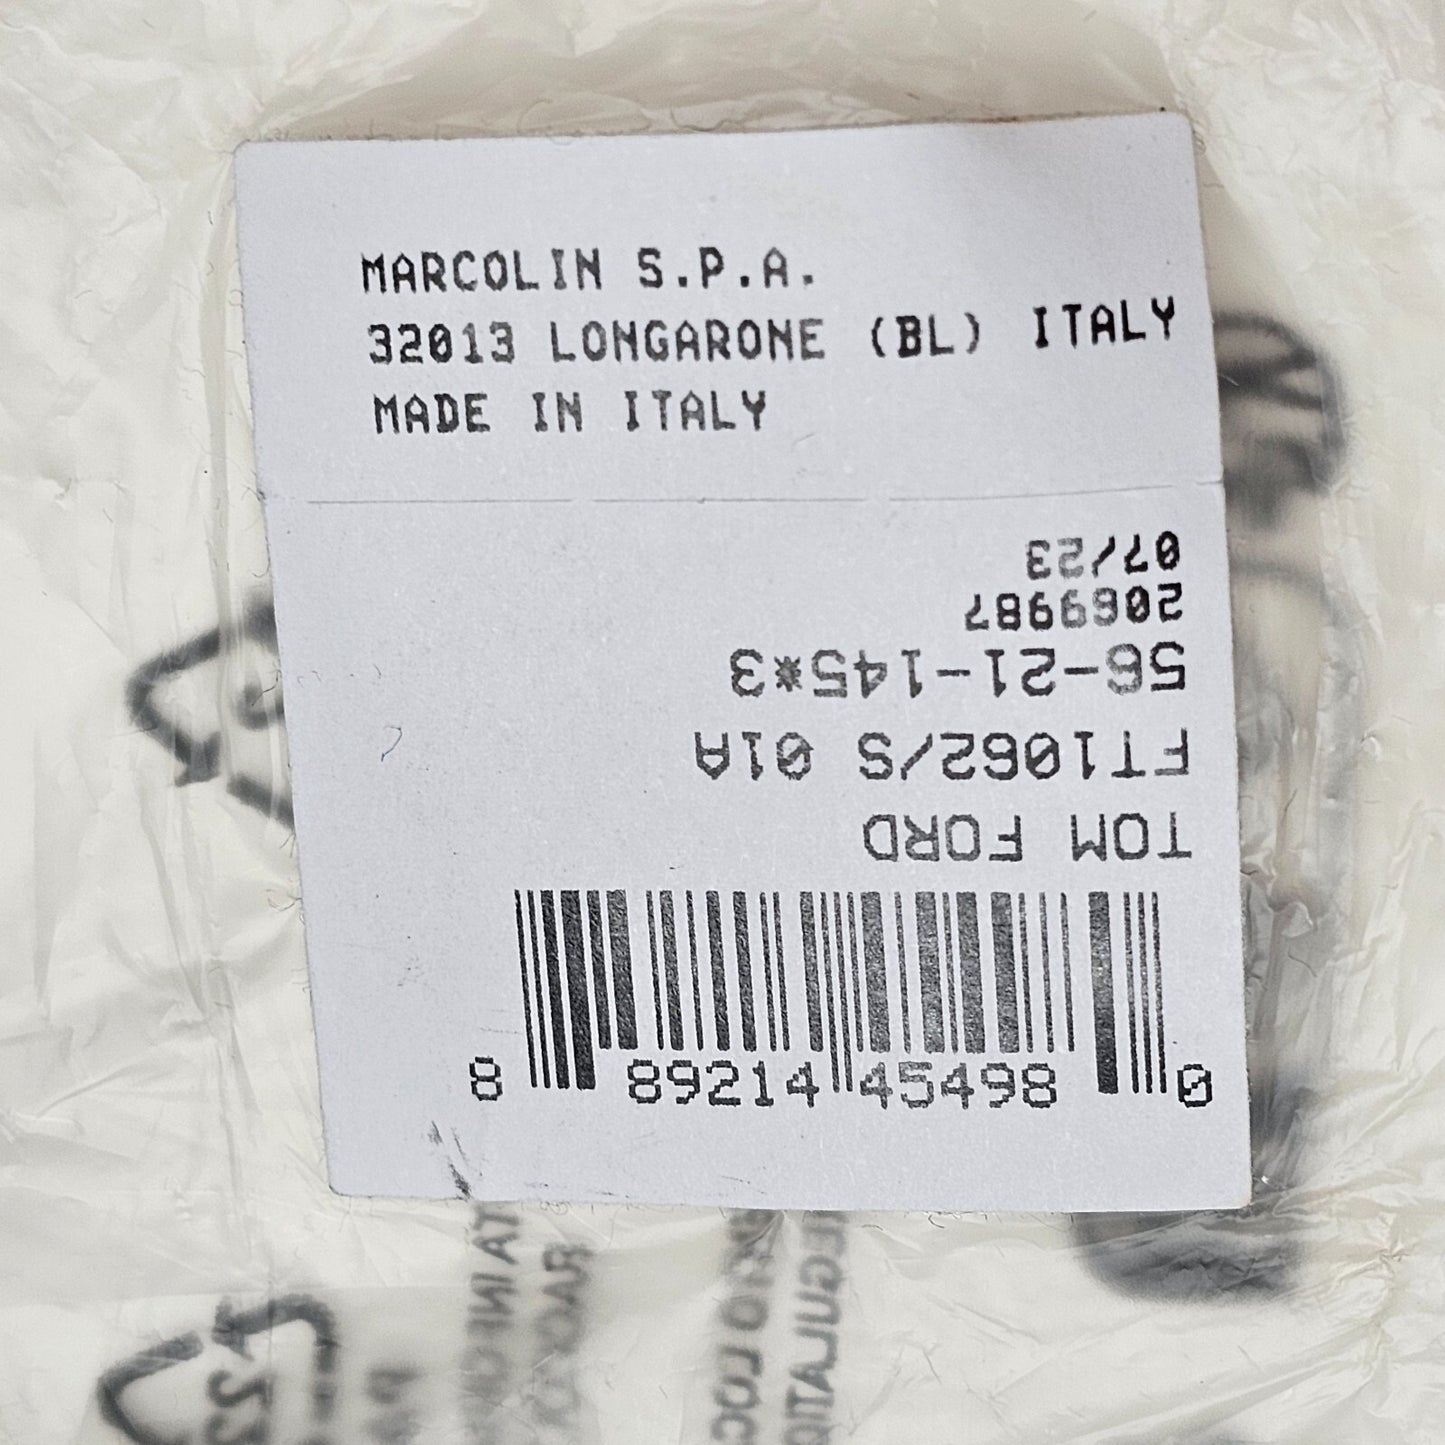 MARCOLIN S.P.A.
32013 LONGARONE (BL) ITALY
MADE IN ITALY
TOM FORD
FT1062/S 01A
56-21-145*3
2069987
07/23
8 89214 45498 0